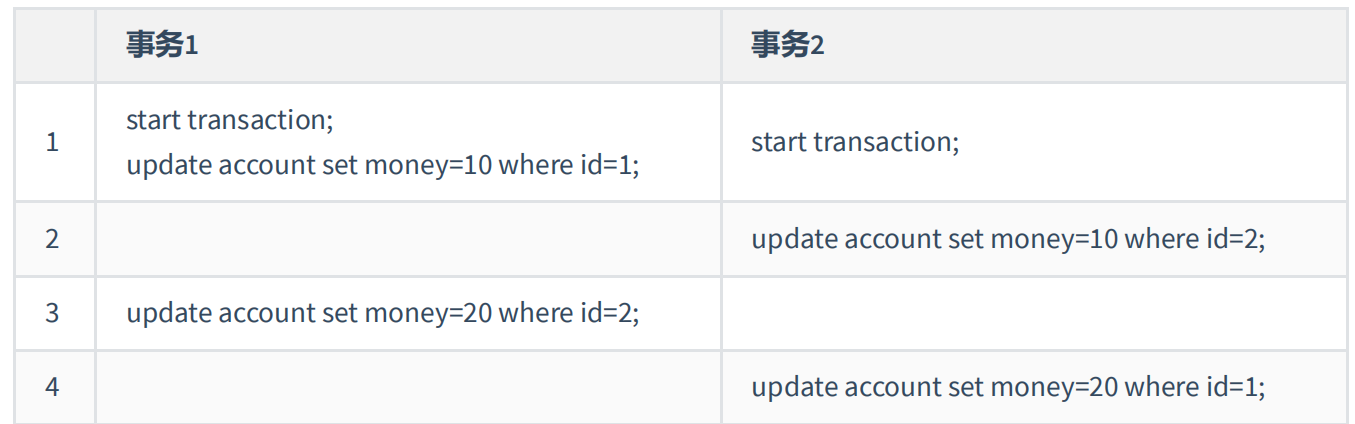 事务1
事务2
1
start transaction;
update account set money=10 where id=1;
start transaction;
2
update account set money=10 where id=2;
3
update account set money=20 where id=2;
4
update account set money=20 where id=1;